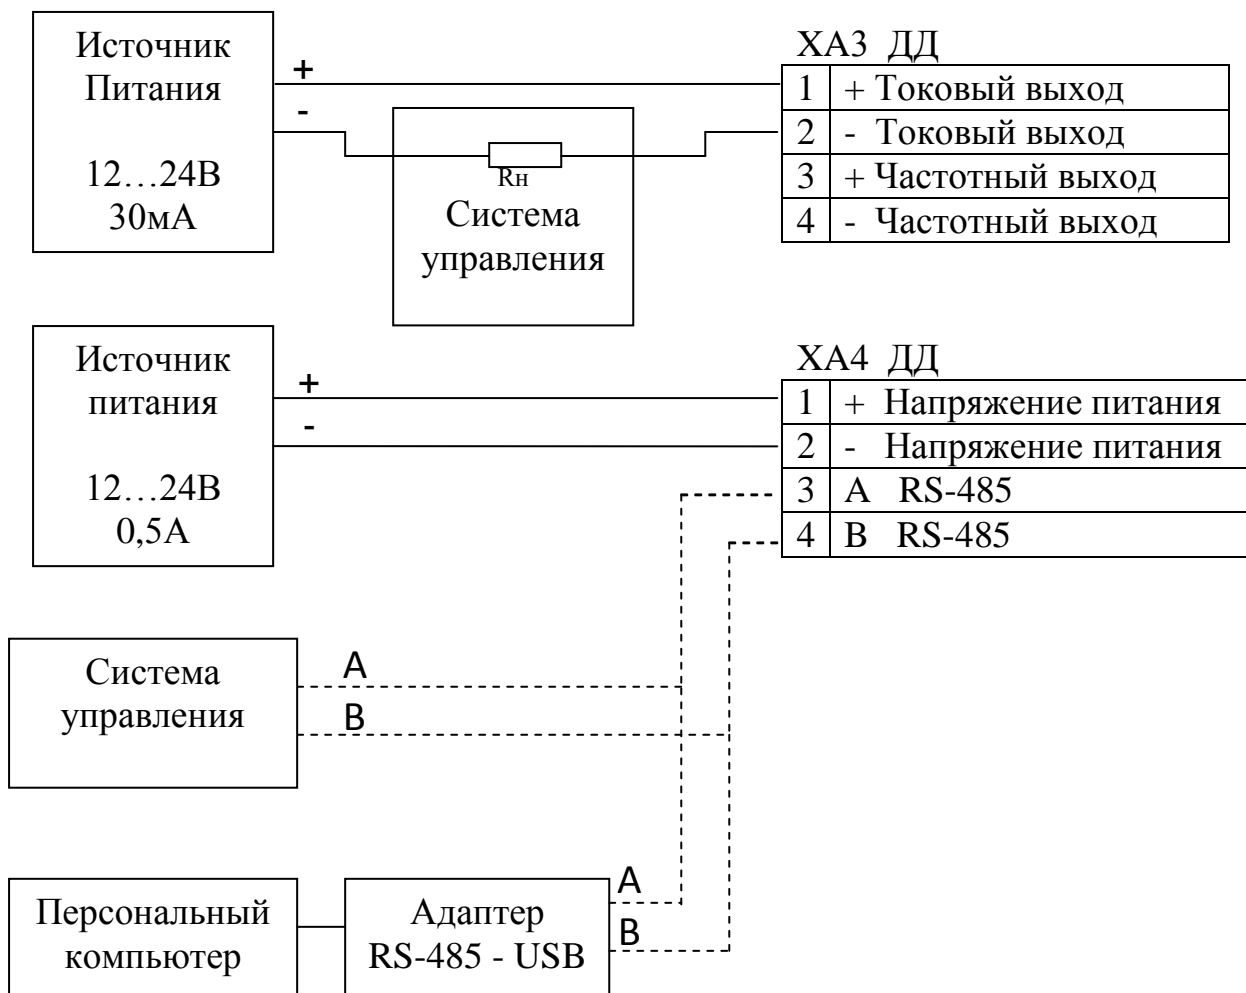 Источник
Питания
12…24В
30мА
+
-
Rн
Система
управления
ХА3 ДД
1 + Токовый выход
2 - Токовый выход
3 + Частотный выход
4 - Частотный выход
Источник
питания
12…24В
0,5А
+
-
ХА4 ДД
1 + Напряжение питания
2 - Напряжение питания
3 A RS-485
4 B RS-485
Система
управления
A
B
Персональный
компьютер
Адаптер
RS-485 - USB
A
B